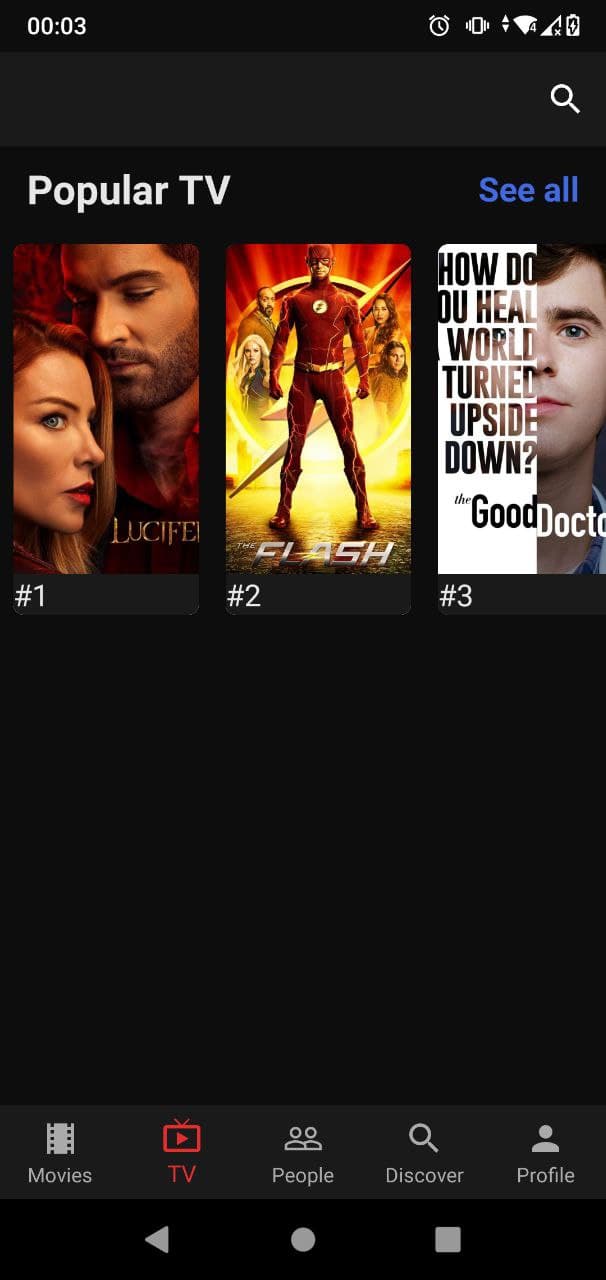 00:03
4
Popular TV
See all
LUCIFE
THE
FLASH
HOW DO
OU HEAL
A WORLD
TURNED
UPSIDE
DOWN?
the Good Docto
#1
#2
#3
Movies
TV
People
Discover
Profile